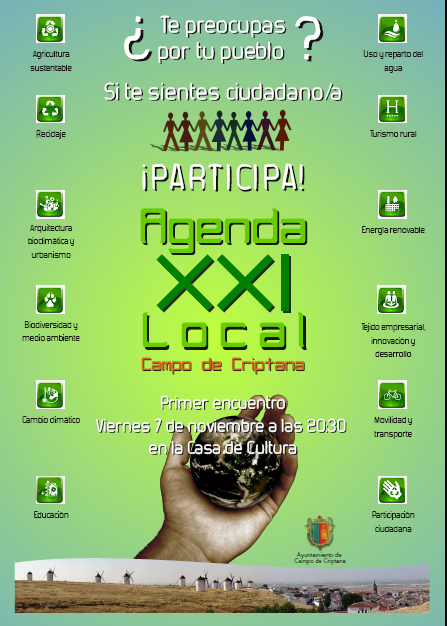 ¿ Te preocupas
por tu pueblo ?
Si te sientes ciudadano/a
¡PARTICIPA!
Agenda
XXI
Local
Campo de Criptana
Primer encuentro
Viernes 7 de noviembre a las 20:30
en la Casa de Cultura
Agricultura
sostenible
Reciclaje
Arquitectura
bioclimática y
urbanismo
Biodiversidad y
medio ambiente
Cambio climático
Educación
Uso y reparto del
agua
H
Turismo rural
Energía renovable
Tejido empresarial,
innovación y
desarrollo
Movilidad y
transporte
Participación
ciudadana
Ayuntamiento de
Campo de Criptana